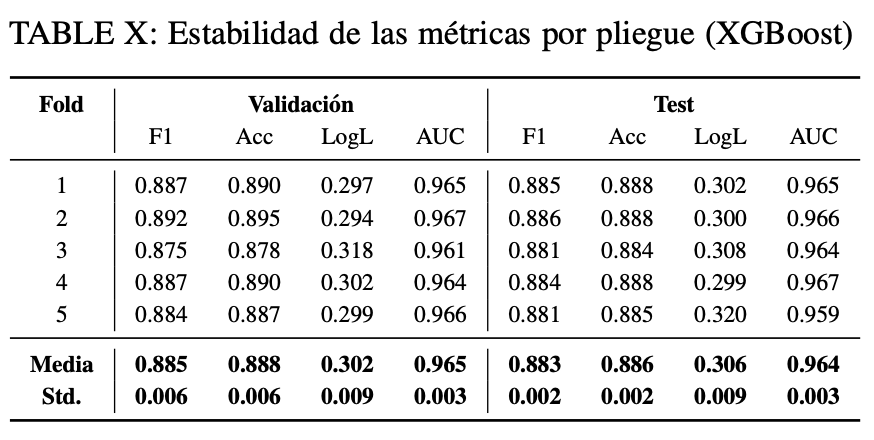 TABLE X: Estabilidad de las métricas por pliegue (XGBoost)
Fold Validación Test
F1 Acc LogL AUC F1 Acc LogL AUC
1 0.887 0.890 0.297 0.965 0.885 0.888 0.302 0.965
2 0.892 0.895 0.294 0.967 0.886 0.888 0.300 0.966
3 0.875 0.878 0.318 0.961 0.881 0.884 0.308 0.964
4 0.887 0.890 0.302 0.964 0.884 0.888 0.299 0.967
5 0.884 0.887 0.299 0.966 0.881 0.885 0.320 0.959
Media 0.885 0.888 0.302 0.965 0.883 0.886 0.306 0.964
Std. 0.006 0.006 0.009 0.003 0.002 0.002 0.009 0.003